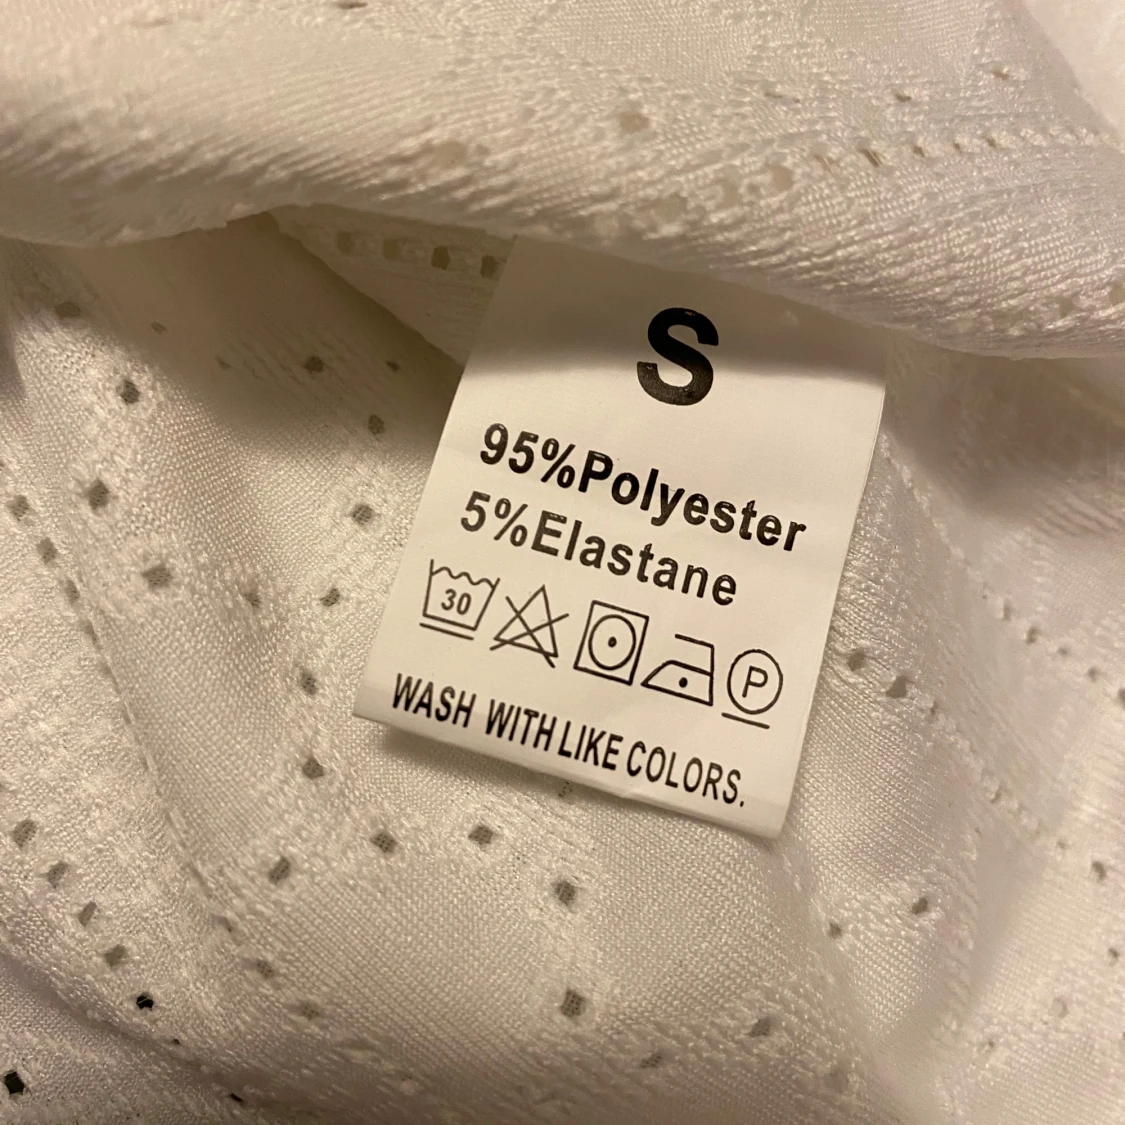 S
95%Polyester
5%Elastane
30 P
WASH WITH LIKE COLORS.